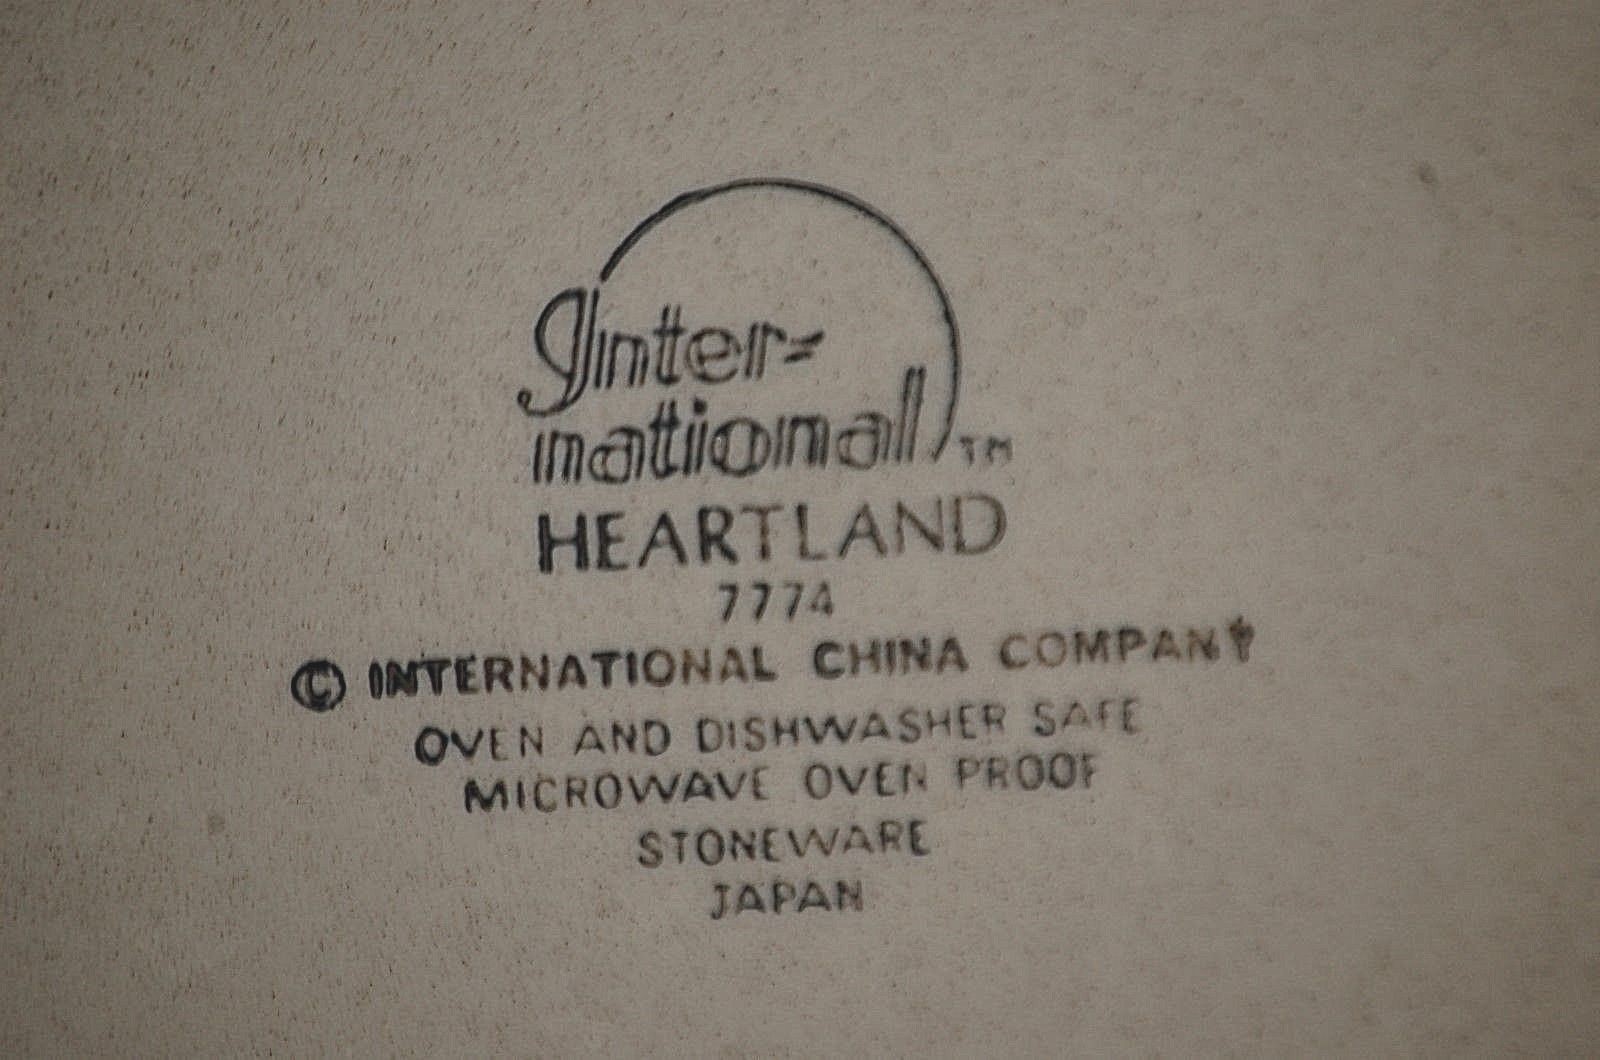 Inter=
national TM
HEARTLAND
7774
© INTERNATIONAL CHINA COMPANY
OVEN AND DISHWASHER SAFE
MICROWAVE OVEN PROOF
STONEWARE
JAPAN